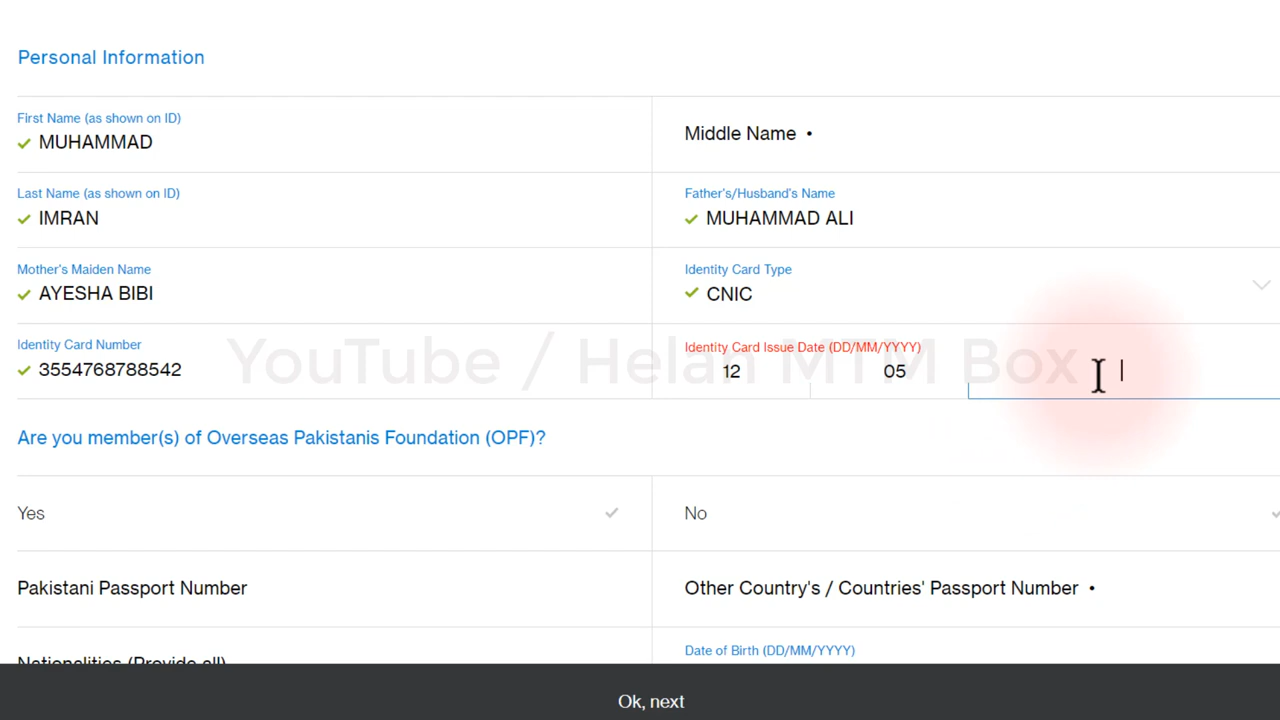 Personal Information
First Name (as shown on ID)
MUHAMMAD
Middle Name •
Last Name (as shown on ID)
IMRAN
Father's/Husband's Name
MUHAMMAD ALI
Mother's Maiden Name
AYESHA BIBI
Identity Card Type
CNIC
Identity Card Number
3554768788542
Identity Card Issue Date (DD/MM/YYYY)
12 05
YouTube / Helan MTM Box
Are you member(s) of Overseas Pakistanis Foundation (OPF)?
Yes
No
Pakistani Passport Number
Other Country's / Countries' Passport Number •
Nationalities (Provide all)
Date of Birth (DD/MM/YYYY)
Ok, next